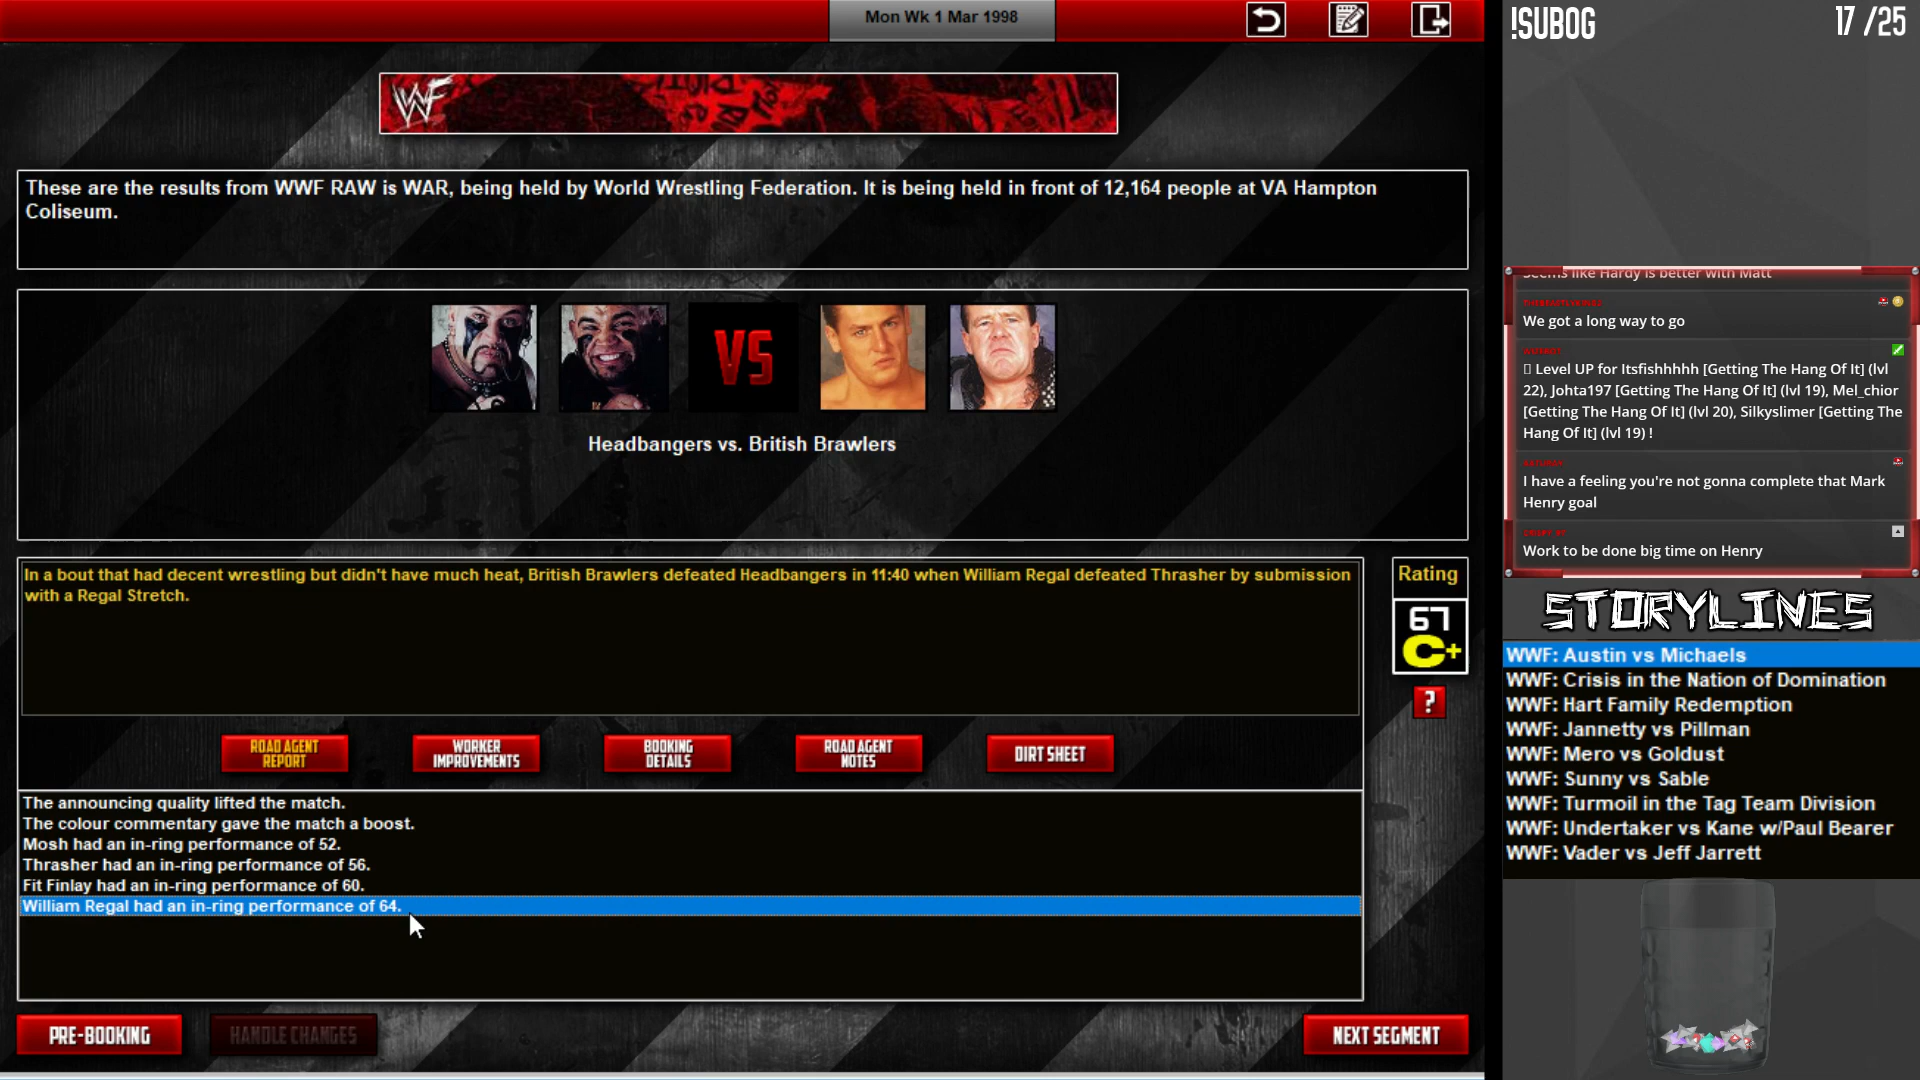 Mon Wk 1 Mar 1998
!SUBOG
17 /25
WF
These are the results from WWF RAW is WAR, being held by World Wrestling Federation. It is being held in front of 12,164 people at VA Hampton
Coliseum.
VS
Headbangers vs. British Brawlers
In a bout that had decent wrestling but didn't have much heat, British Brawlers defeated Headbangers in 11:40 when William Regal defeated Thrasher by submission
with a Regal Stretch.
Rating
67
C+
?
ROAD AGENT
REPORT
WORKER
IMPROVEMENTS
BOOKING
DETAILS
ROAD AGENT
NOTES
DIRT SHEET
The announcing quality lifted the match.
The colour commentary gave the match a boost.
Mosh had an in-ring performance of 52.
Thrasher had an in-ring performance of 56.
Fit Finlay had an in-ring performance of 60.
William Regal had an in-ring performance of 64.
PRE-BOOKING
HANDLE CHANGES
NEXT SEGMENT
Seems like Hardy is better with Matt
We got a long way to go
Level UP for Itsfishhhhh [Getting The Hang Of It] (lvl
22), Johta197 [Getting The Hang Of It] (lvl 19), Mel_chior
[Getting The Hang Of It] (lvl 20), Silkyslimer [Getting The
Hang Of It] (lvl 19) !
I have a feeling you're not gonna complete that Mark
Henry goal
Work to be done big time on Henry
STORYLINES
WWF: Austin vs Michaels
WWF: Crisis in the Nation of Domination
WWF: Hart Family Redemption
WWF: Jannetty vs Pillman
WWF: Mero vs Goldust
WWF: Sunny vs Sable
WWF: Turmoil in the Tag Team Division
WWF: Undertaker vs Kane w/Paul Bearer
WWF: Vader vs Jeff Jarrett